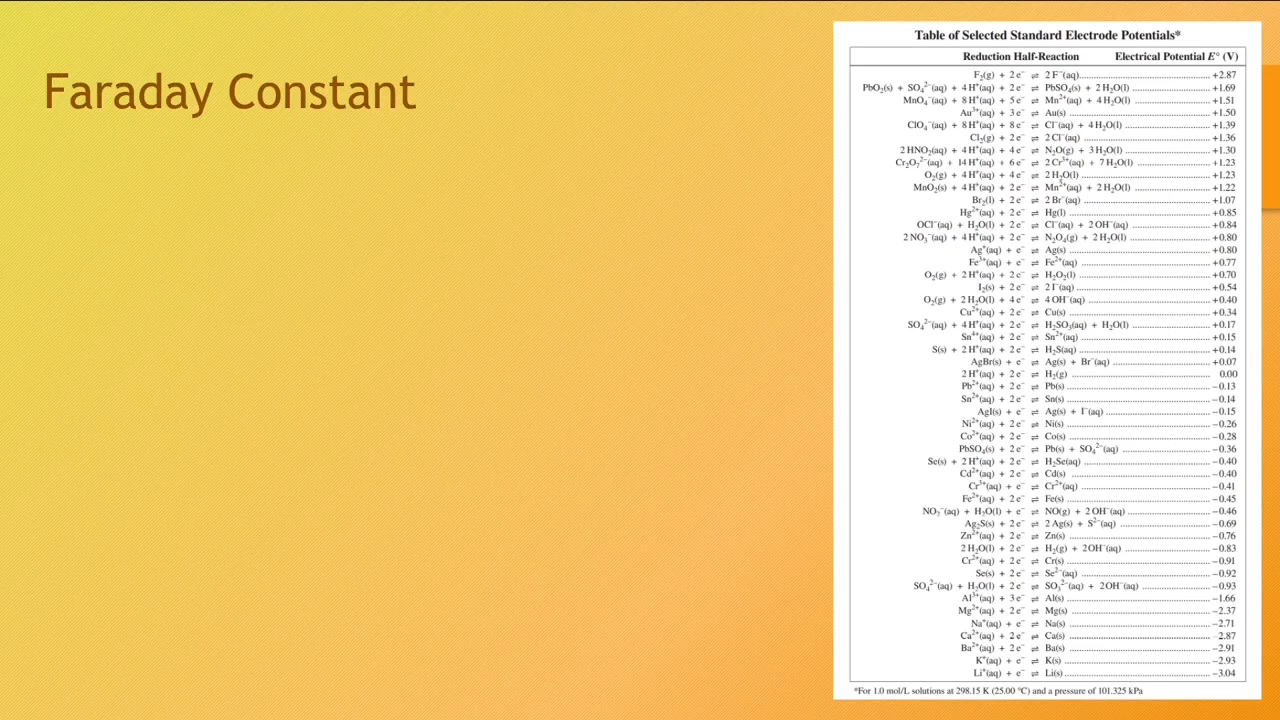 Faraday Constant
Table of Selected Standard Electrode Potentials*
Reduction Half-Reaction Electrical Potential E° (V)
F₂(g) + 2 e⁻ ⇌ 2 F⁻(aq) ........ +2.87
PbO₂(s) + SO₄²⁻(aq) + 4 H⁺(aq) + 2 e⁻ ⇌ PbSO₄(s) + 2 H₂O(l) ........ +1.69
MnO₄⁻(aq) + 8 H⁺(aq) + 5 e⁻ ⇌ Mn²⁺(aq) + 4 H₂O(l) ........ +1.51
Au³⁺(aq) + 3 e⁻ ⇌ Au(s) ........ +1.50
ClO₄⁻(aq) + 8 H⁺(aq) + 8 e⁻ ⇌ Cl⁻(aq) + 4 H₂O(l) ........ +1.39
Cl₂(g) + 2 e⁻ ⇌ 2 Cl⁻(aq) ........ +1.36
2 HNO₂(aq) + 4 H⁺(aq) + 4 e⁻ ⇌ N₂O(g) + 3 H₂O(l) ........ +1.30
Cr₂O₇²⁻(aq) + 14 H⁺(aq) + 6 e⁻ ⇌ 2 Cr³⁺(aq) + 7 H₂O(l) ........ +1.23
O₂(g) + 4 H⁺(aq) + 4 e⁻ ⇌ 2 H₂O(l) ........ +1.23
MnO₂(s) + 4 H⁺(aq) + 2 e⁻ ⇌ Mn²⁺(aq) + 2 H₂O(l) ........ +1.22
Br₂(l) + 2 e⁻ ⇌ 2 Br⁻(aq) ........ +1.07
Hg²⁺(aq) + 2 e⁻ ⇌ Hg(l) ........ +0.85
OCl⁻(aq) + H₂O(l) + 2 e⁻ ⇌ Cl⁻(aq) + 2 OH⁻(aq) ........ +0.84
2 NO₃⁻(aq) + 4 H⁺(aq) + 2 e⁻ ⇌ N₂O₄(g) + 2 H₂O(l) ........ +0.80
Ag⁺(aq) + e⁻ ⇌ Ag(s) ........ +0.80
Fe³⁺(aq) + e⁻ ⇌ Fe²⁺(aq) ........ +0.77
O₂(g) + 2 H⁺(aq) + 2 e⁻ ⇌ H₂O₂(l) ........ +0.70
I₂(s) + 2 e⁻ ⇌ 2 I⁻(aq) ........ +0.54
O₂(g) + 2 H₂O(l) + 4 e⁻ ⇌ 4 OH⁻(aq) ........ +0.40
Cu²⁺(aq) + 2 e⁻ ⇌ Cu(s) ........ +0.34
SO₄²⁻(aq) + 4 H⁺(aq) + 2 e⁻ ⇌ H₂SO₃(aq) + H₂O(l) ........ +0.17
Sn⁴⁺(aq) + 2 e⁻ ⇌ Sn²⁺(aq) ........ +0.15
S(s) + 2 H⁺(aq) + 2 e⁻ ⇌ H₂S(aq) ........ +0.14
AgBr(s) + e⁻ ⇌ Ag(s) + Br⁻(aq) ........ +0.07
2 H⁺(aq) + 2 e⁻ ⇌ H₂(g) ........ 0.00
Pb²⁺(aq) + 2 e⁻ ⇌ Pb(s) ........ −0.13
Sn²⁺(aq) + 2 e⁻ ⇌ Sn(s) ........ −0.14
AgI(s) + e⁻ ⇌ Ag(s) + I⁻(aq) ........ −0.15
Ni²⁺(aq) + 2 e⁻ ⇌ Ni(s) ........ −0.26
Co²⁺(aq) + 2 e⁻ ⇌ Co(s) ........ −0.28
PbSO₄(s) + 2 e⁻ ⇌ Pb(s) + SO₄²⁻(aq) ........ −0.36
Se(s) + 2 H⁺(aq) + 2 e⁻ ⇌ H₂Se(aq) ........ −0.40
Cd²⁺(aq) + 2 e⁻ ⇌ Cd(s) ........ −0.40
Cr³⁺(aq) + e⁻ ⇌ Cr²⁺(aq) ........ −0.41
Fe²⁺(aq) + 2 e⁻ ⇌ Fe(s) ........ −0.45
NO₃⁻(aq) + H₂O(l) + e⁻ ⇌ NO(g) + 2 OH⁻(aq) ........ −0.46
Ag₂S(s) + 2 e⁻ ⇌ 2 Ag(s) + S²⁻(aq) ........ −0.69
Zn²⁺(aq) + 2 e⁻ ⇌ Zn(s) ........ −0.76
2 H₂O(l) + 2 e⁻ ⇌ H₂(g) + 2 OH⁻(aq) ........ −0.83
Cr²⁺(aq) + 2 e⁻ ⇌ Cr(s) ........ −0.91
Se(s) + 2 e⁻ ⇌ Se²⁻(aq) ........ −0.92
SO₄²⁻(aq) + H₂O(l) + 2 e⁻ ⇌ SO₃²⁻(aq) + 2 OH⁻(aq) ........ −0.93
Al³⁺(aq) + 3 e⁻ ⇌ Al(s) ........ −1.66
Mg²⁺(aq) + 2 e⁻ ⇌ Mg(s) ........ −2.37
Na⁺(aq) + e⁻ ⇌ Na(s) ........ −2.71
Ca²⁺(aq) + 2 e⁻ ⇌ Ca(s) ........ −2.87
Ba²⁺(aq) + 2 e⁻ ⇌ Ba(s) ........ −2.91
K⁺(aq) + e⁻ ⇌ K(s) ........ −2.93
Li⁺(aq) + e⁻ ⇌ Li(s) ........ −3.04
*For 1.0 mol/L solutions at 298.15 K (25.00 °C) and a pressure of 101.325 kPa